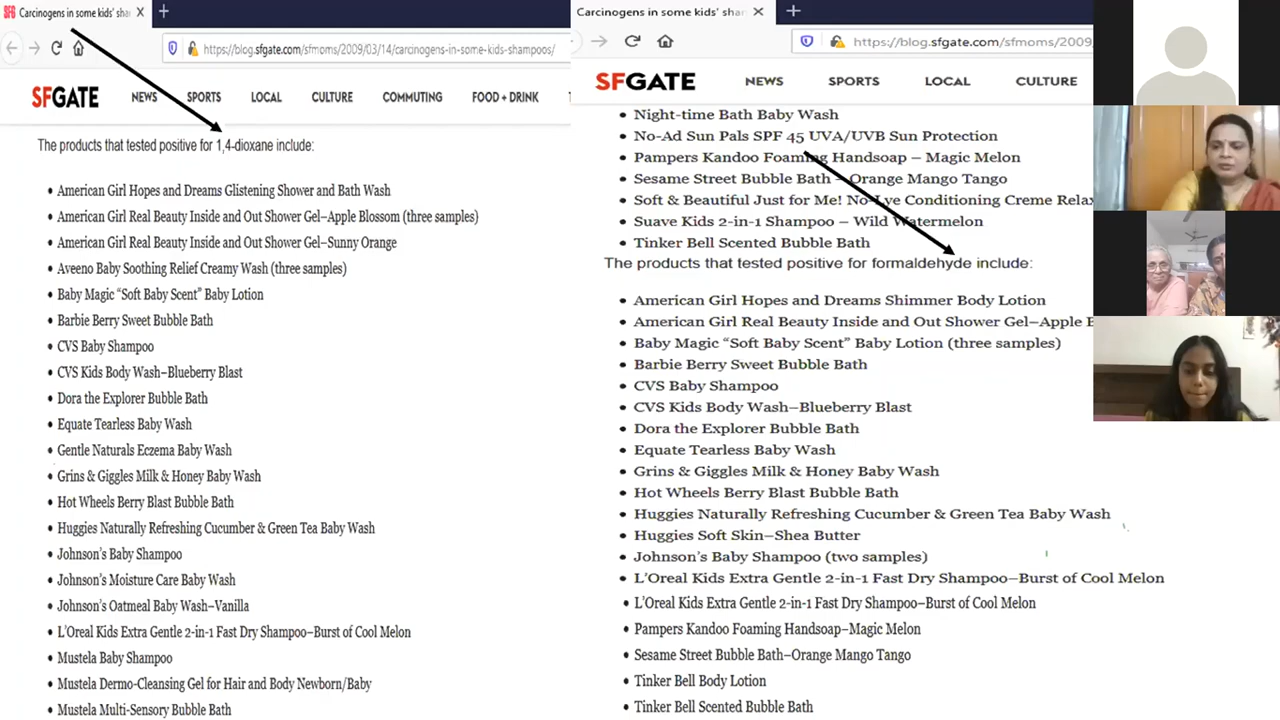 Carcinogens in some kids' sha
https://blog.sfgate.com/sfmoms/2009/03/14/carcinogens-in-some-kids-shampoos/
SFGATE NEWS SPORTS LOCAL CULTURE COMMUTING FOOD + DRINK
The products that tested positive for 1,4-dioxane include:
• American Girl Hopes and Dreams Glistening Shower and Bath Wash
• American Girl Real Beauty Inside and Out Shower Gel–Apple Blossom (three samples)
• American Girl Real Beauty Inside and Out Shower Gel–Sunny Orange
• Aveeno Baby Soothing Relief Creamy Wash (three samples)
• Baby Magic “Soft Baby Scent” Baby Lotion
• Barbie Berry Sweet Bubble Bath
• CVS Baby Shampoo
• CVS Kids Body Wash–Blueberry Blast
• Dora the Explorer Bubble Bath
• Equate Tearless Baby Wash
• Gentle Naturals Eczema Baby Wash
• Grins & Giggles Milk & Honey Baby Wash
• Hot Wheels Berry Blast Bubble Bath
• Huggies Naturally Refreshing Cucumber & Green Tea Baby Wash
• Johnson’s Baby Shampoo
• Johnson’s Moisture Care Baby Wash
• Johnson’s Oatmeal Baby Wash–Vanilla
• L’Oreal Kids Extra Gentle 2-in-1 Fast Dry Shampoo–Burst of Cool Melon
• Mustela Baby Shampoo
• Mustela Dermo-Cleansing Gel for Hair and Body Newborn/Baby
• Mustela Multi-Sensory Bubble Bath
Carcinogens in some kids' shar
https://blog.sfgate.com/sfmoms/2009
SFGATE NEWS SPORTS LOCAL CULTURE
• Night-time Bath Baby Wash
• No-Ad Sun Pals SPF 45 UVA/UVB Sun Protection
• Pampers Kandoo Foaming Handsoap – Magic Melon
• Sesame Street Bubble Bath – Orange Mango Tango
• Soft & Beautiful Just for Me! No-Lye Conditioning Creme Rela
• Suave Kids 2-in-1 Shampoo – Wild Watermelon
• Tinker Bell Scented Bubble Bath
The products that tested positive for formaldehyde include:
• American Girl Hopes and Dreams Shimmer Body Lotion
• American Girl Real Beauty Inside and Out Shower Gel–Apple B
• Baby Magic “Soft Baby Scent” Baby Lotion (three samples)
• Barbie Berry Sweet Bubble Bath
• CVS Baby Shampoo
• CVS Kids Body Wash–Blueberry Blast
• Dora the Explorer Bubble Bath
• Equate Tearless Baby Wash
• Grins & Giggles Milk & Honey Baby Wash
• Hot Wheels Berry Blast Bubble Bath
• Huggies Naturally Refreshing Cucumber & Green Tea Baby Wash
• Huggies Soft Skin–Shea Butter
• Johnson’s Baby Shampoo (two samples)
• L’Oreal Kids Extra Gentle 2-in-1 Fast Dry Shampoo–Burst of Cool Melon
• L’Oreal Kids Extra Gentle 2-in-1 Fast Dry Shampoo–Burst of Cool Melon
• Pampers Kandoo Foaming Handsoap–Magic Melon
• Sesame Street Bubble Bath–Orange Mango Tango
• Tinker Bell Body Lotion
• Tinker Bell Scented Bubble Bath